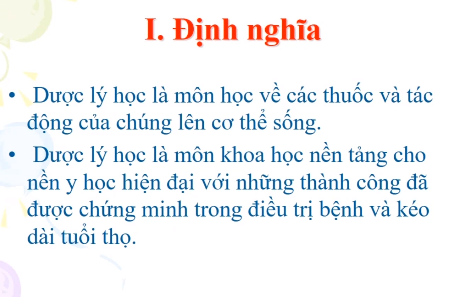 I. Định nghĩa
• Dược lý học là môn học về các thuốc và tác
động của chúng lên cơ thể sống.
• Dược lý học là môn khoa học nền tảng cho
nền y học hiện đại với những thành công đã
được chứng minh trong điều trị bệnh và kéo
dài tuổi thọ.